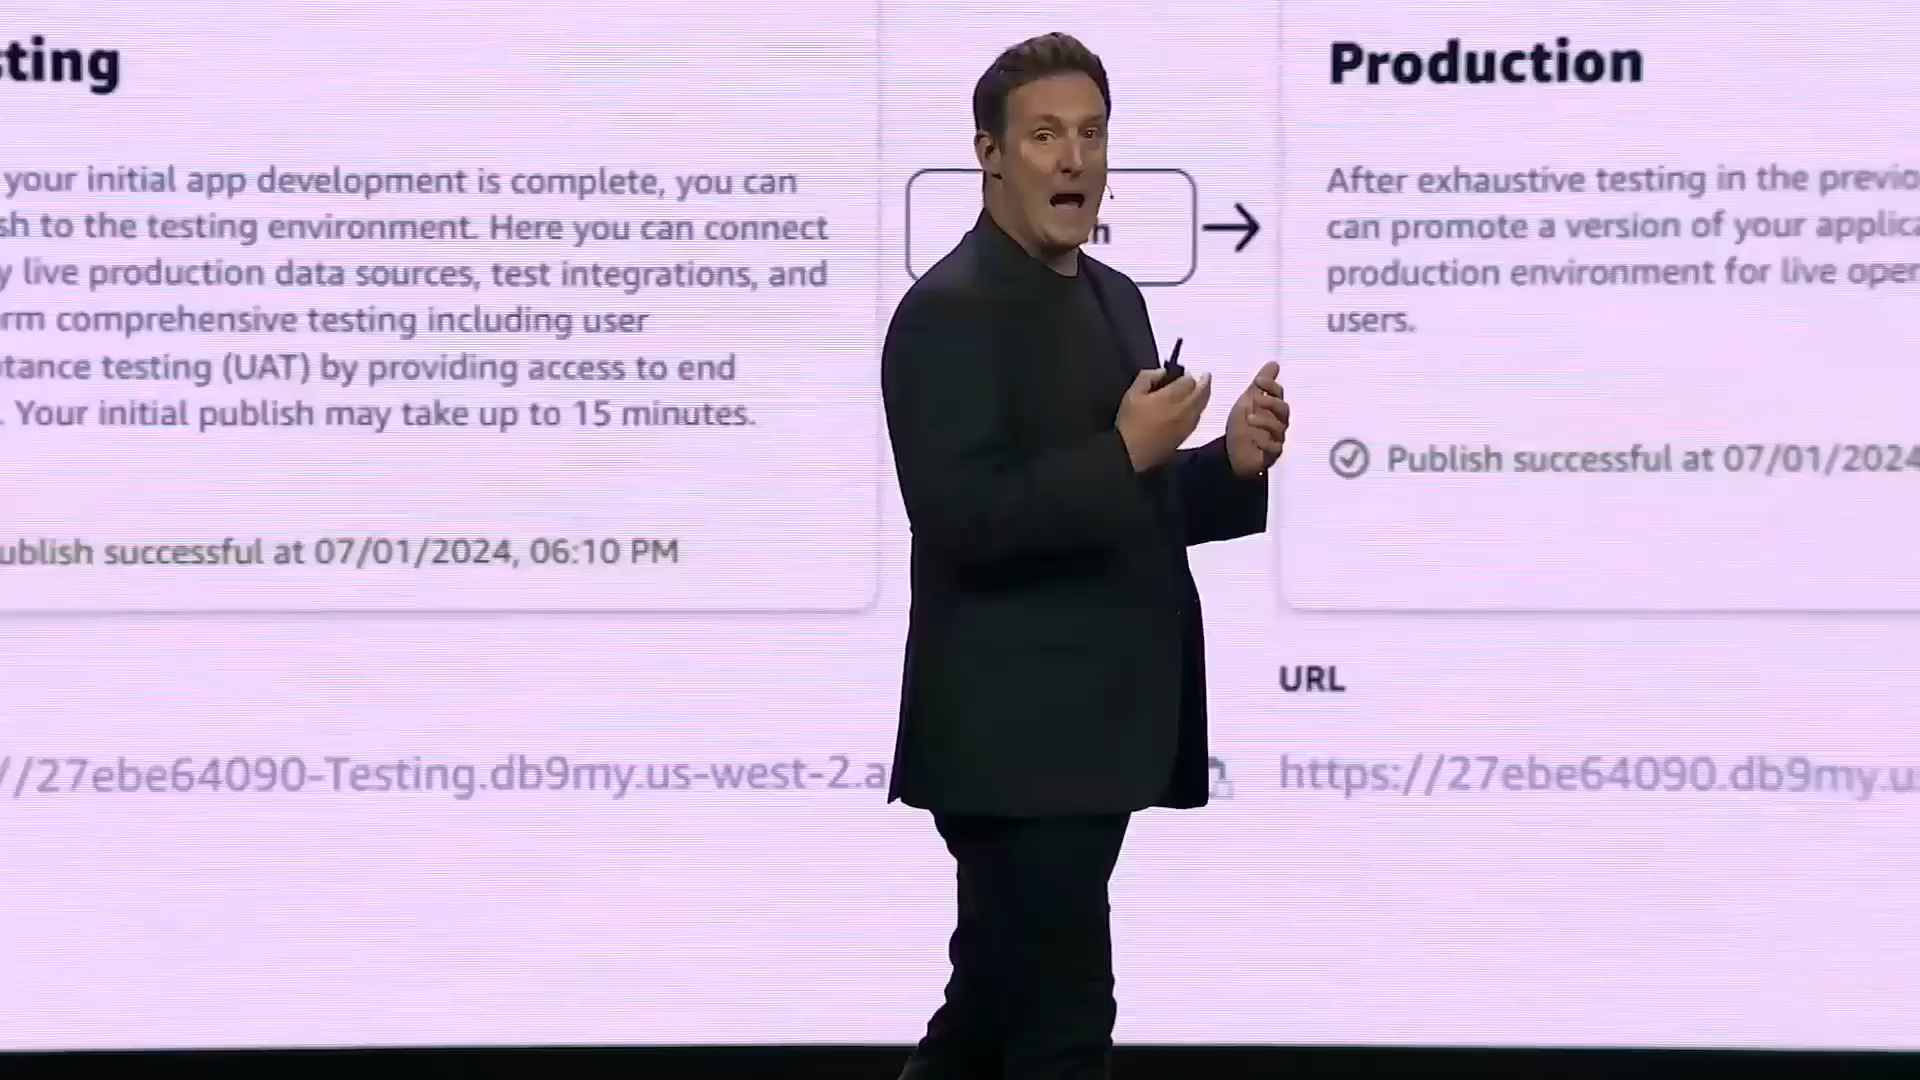 sting
your initial app development is complete, you can
sh to the testing environment. Here you can connect
y live production data sources, test integrations, and
rm comprehensive testing including user
tance testing (UAT) by providing access to end
. Your initial publish may take up to 15 minutes.
ublish successful at 07/01/2024, 06:10 PM
//27ebe64090-Testing.db9my.us-west-2.a
h
Production
After exhaustive testing in the previo
can promote a version of your applica
production environment for live oper
users.
Publish successful at 07/01/2024
URL
https://27ebe64090.db9my.u